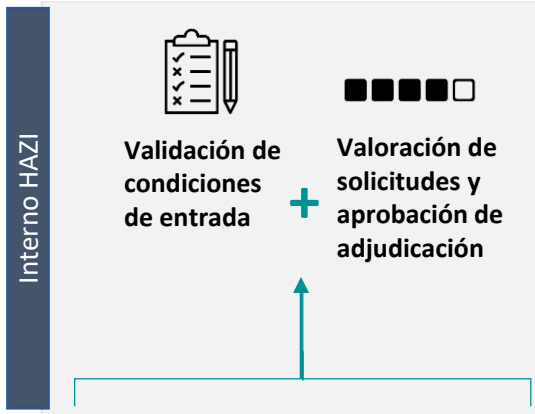 Interno HAZI
Validación de
condiciones
de entrada
+
Valoración de
solicitudes y
aprobación de
adjudicación